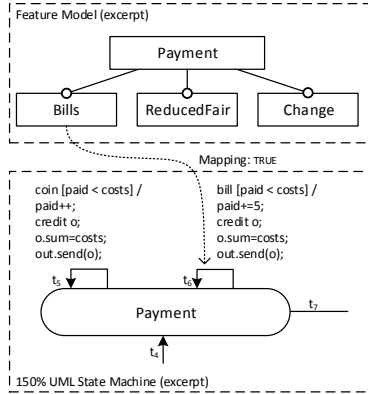 Feature Model (excerpt)
Payment
Bills
ReducedFair
Change
Mapping: TRUE
coin [paid < costs] /
paid++;
credit o;
o.sum=costs;
out.send(o);
bill [paid < costs] /
paid+=5;
credit o;
o.sum=costs;
out.send(o);
t5
t6
Payment
t7
t4
150% UML State Machine (excerpt)